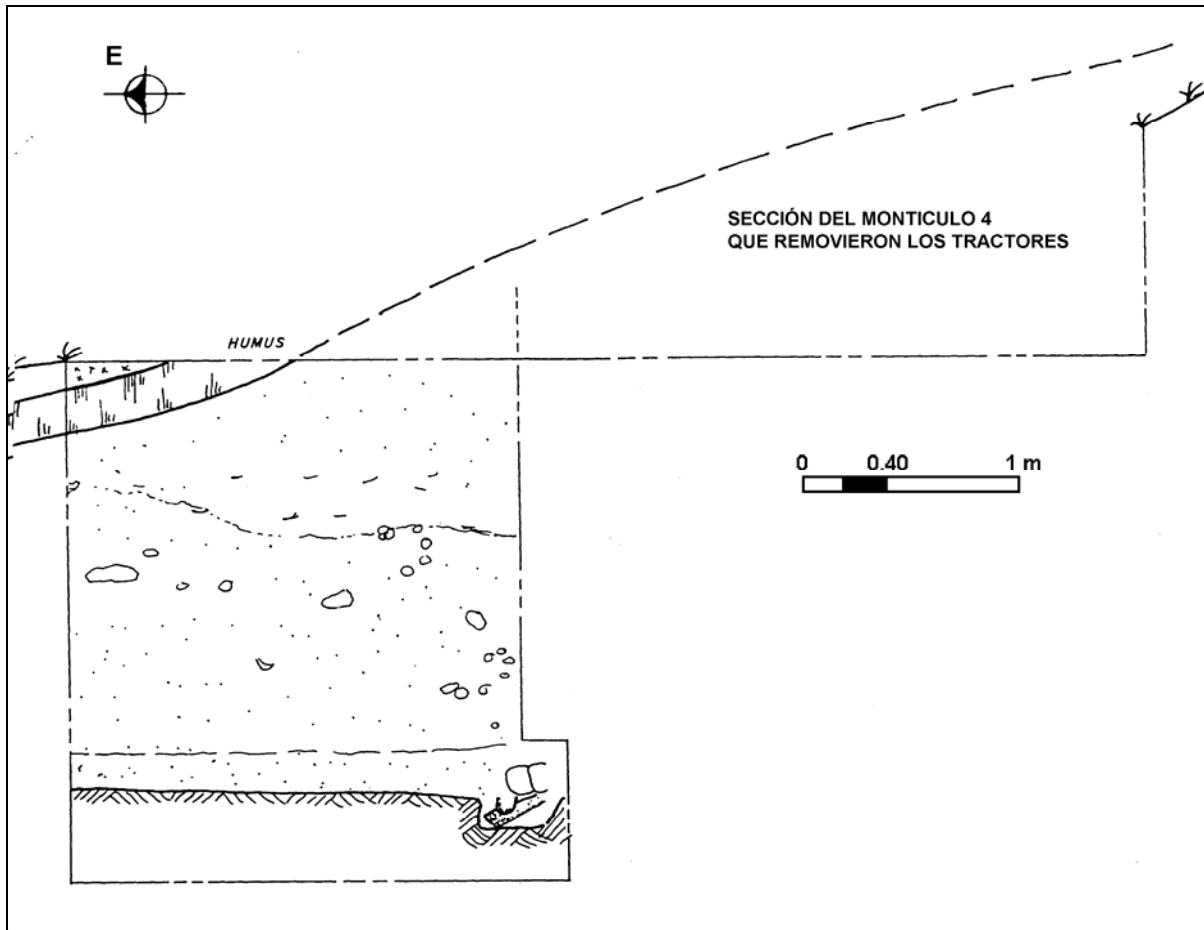 E
SECCIÓN DEL MONTICULO 4
QUE REMOVIERON LOS TRACTORES
HUMUS
0 0.40 1 m